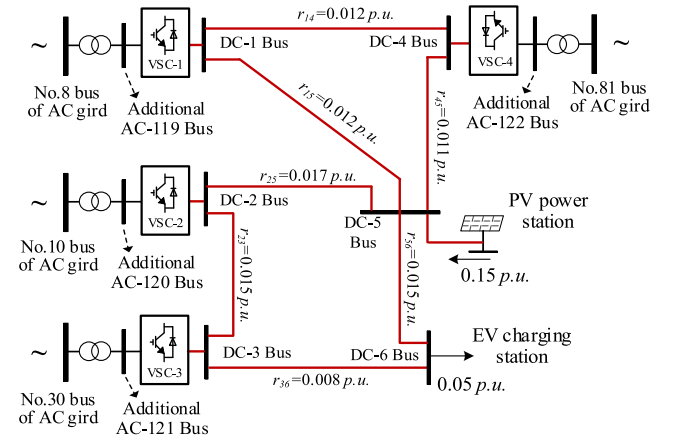 r14=0.012 p.u.
DC-1 Bus
DC-4 Bus
~
VSC-1
VSC-4
~
No.8 bus
of AC gird
Additional
AC-119 Bus
r15=0.012 p.u.
r45=0.011 p.u.
Additional
AC-122 Bus
No.81 bus
of AC gird
r25=0.017 p.u.
~
VSC-2
DC-2 Bus
DC-5
Bus
PV power
station
0.15 p.u.
No.10 bus
of AC gird
Additional
AC-120 Bus
r23=0.015 p.u.
r56=0.015 p.u.
~
VSC-3
DC-3 Bus
DC-6 Bus
EV charging
station
0.05 p.u.
r36=0.008 p.u.
No.30 bus
of AC gird
Additional
AC-121 Bus